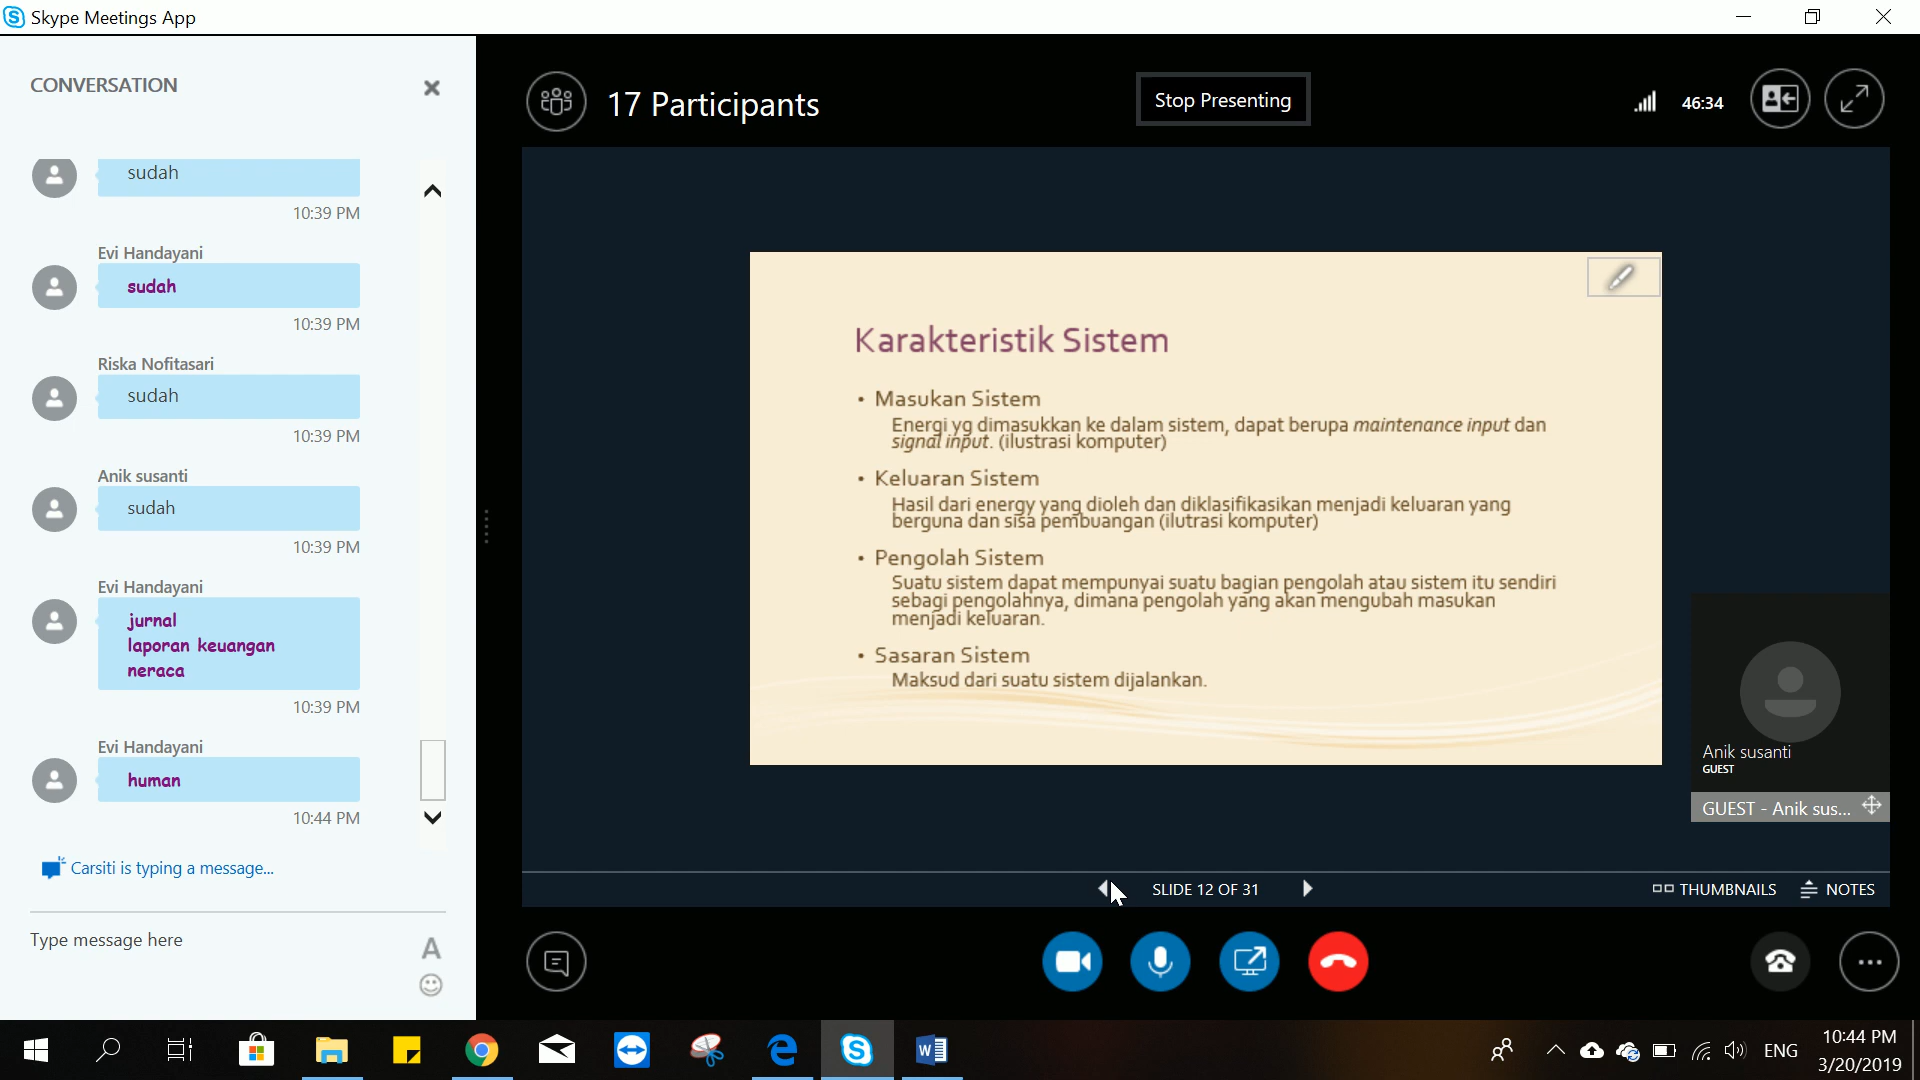 Skype Meetings App
CONVERSATION
sudah
10:39 PM
Evi Handayani
sudah
10:39 PM
Riska Nofitasari
sudah
10:39 PM
Anik susanti
sudah
10:39 PM
Evi Handayani
jurnal
laporan keuangan
neraca
10:39 PM
Evi Handayani
human
10:44 PM
Carsiti is typing a message...
Type message here
A
17 Participants
Stop Presenting
46:34
Karakteristik Sistem
• Masukan Sistem
Energi yg dimasukkan ke dalam sistem, dapat berupa maintenance input dan
signal input. (ilustrasi komputer)
• Keluaran Sistem
Hasil dari energy yang dioleh dan diklasifikasikan menjadi keluaran yang
berguna dan sisa pembuangan (ilutrasi komputer)
• Pengolah Sistem
Suatu sistem dapat mempunyai suatu bagian pengolah atau sistem itu sendiri
sebagi pengolahnya, dimana pengolah yang akan mengubah masukan
menjadi keluaran.
• Sasaran Sistem
Maksud dari suatu sistem dijalankan.
Anik susanti
GUEST
GUEST - Anik sus...
SLIDE 12 OF 31
THUMBNAILS
NOTES
ENG
10:44 PM
3/20/2019